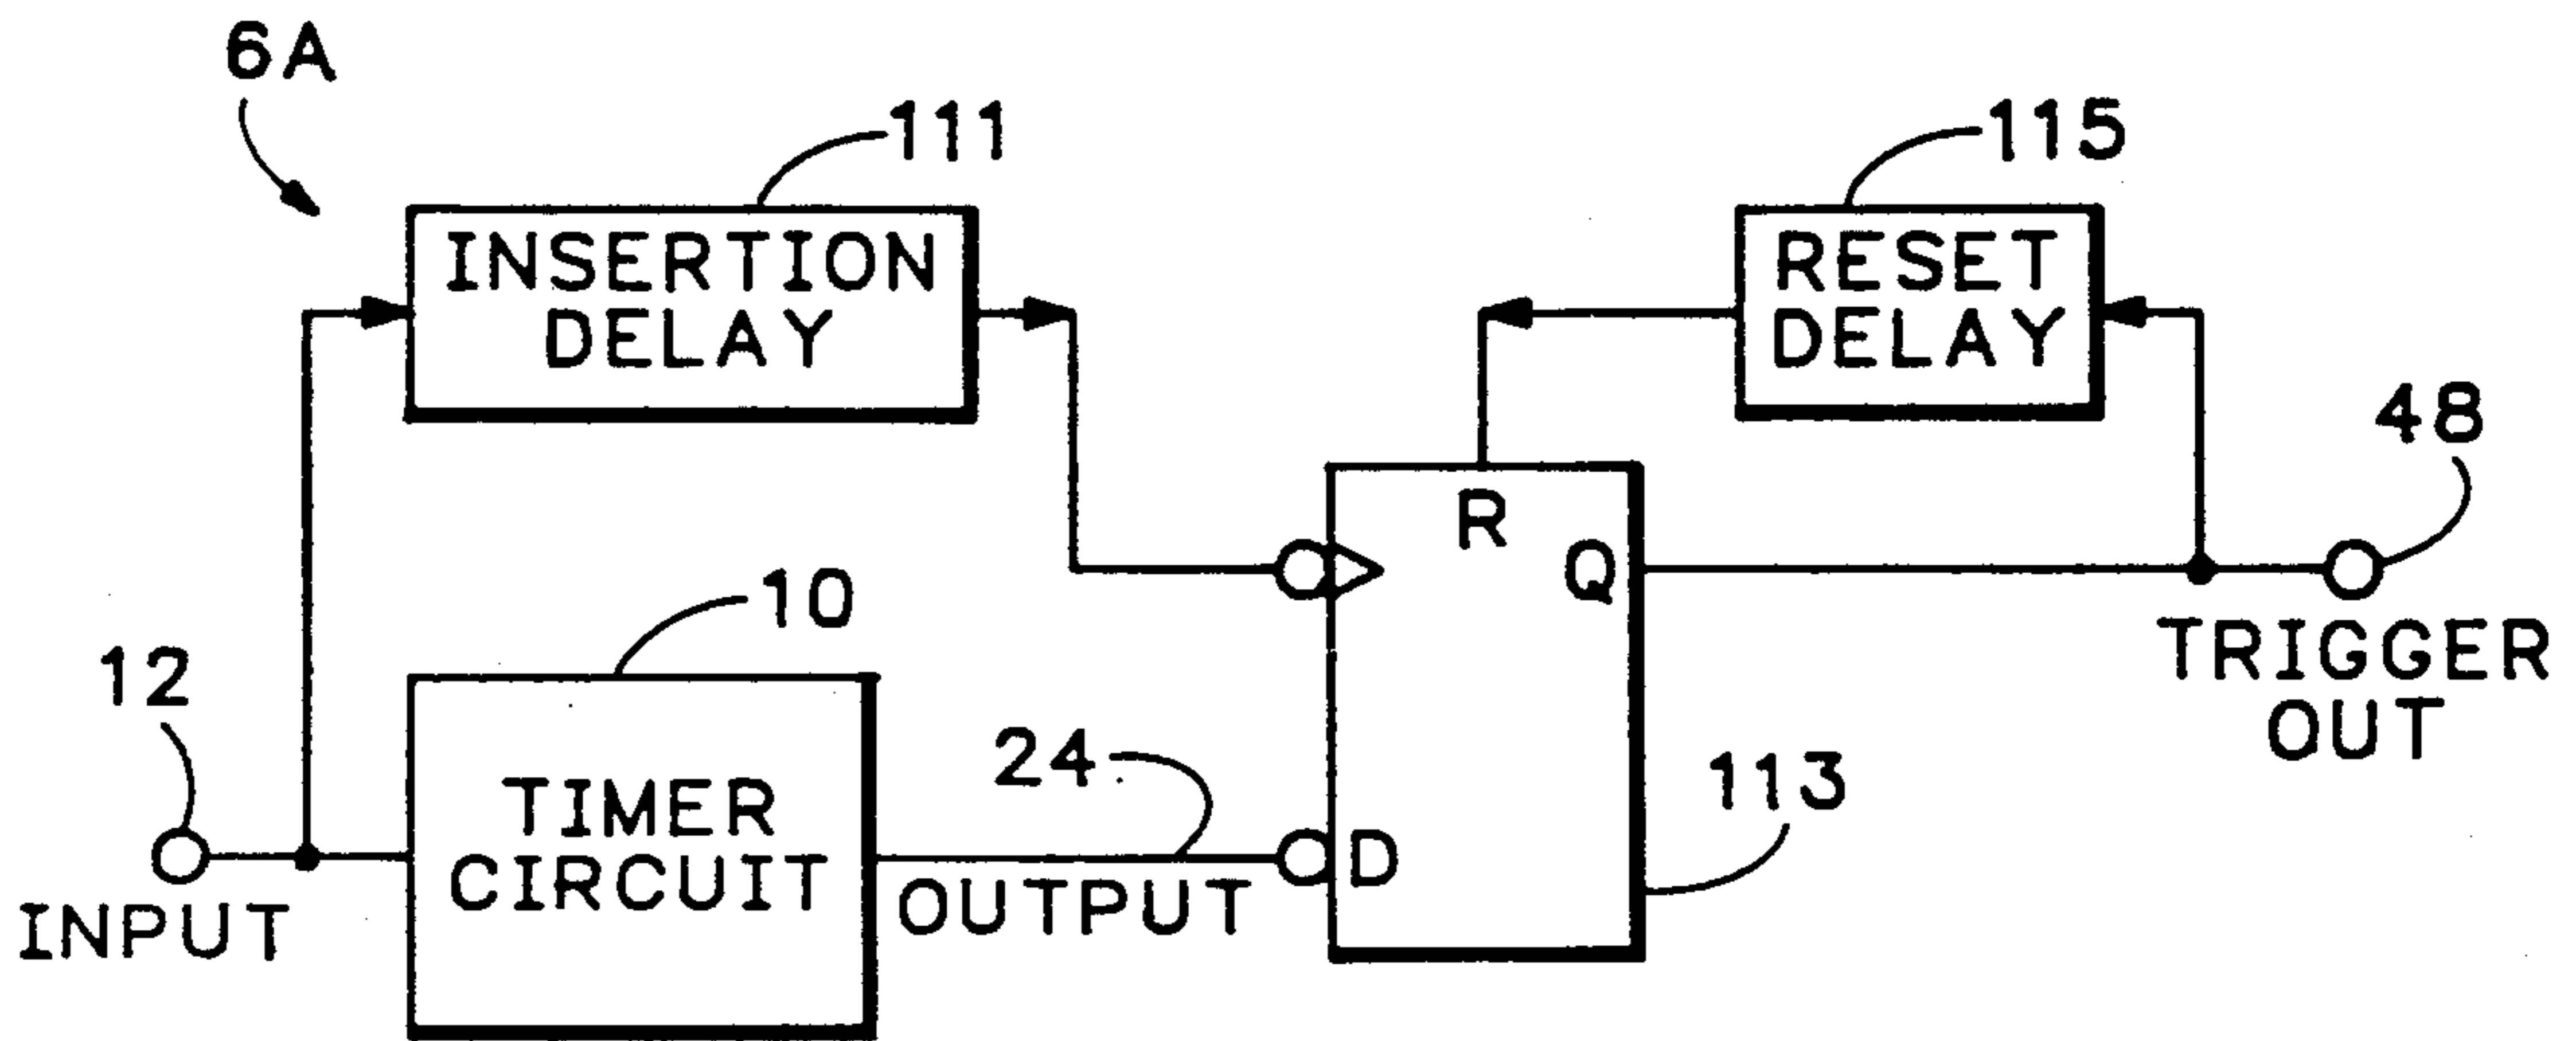 6A
111
115
INSERTION
DELAY
RESET
DELAY
48
R
Q
10
12
TRIGGER
OUT
24
113
TIMER
CIRCUIT
D
OUTPUT
INPUT